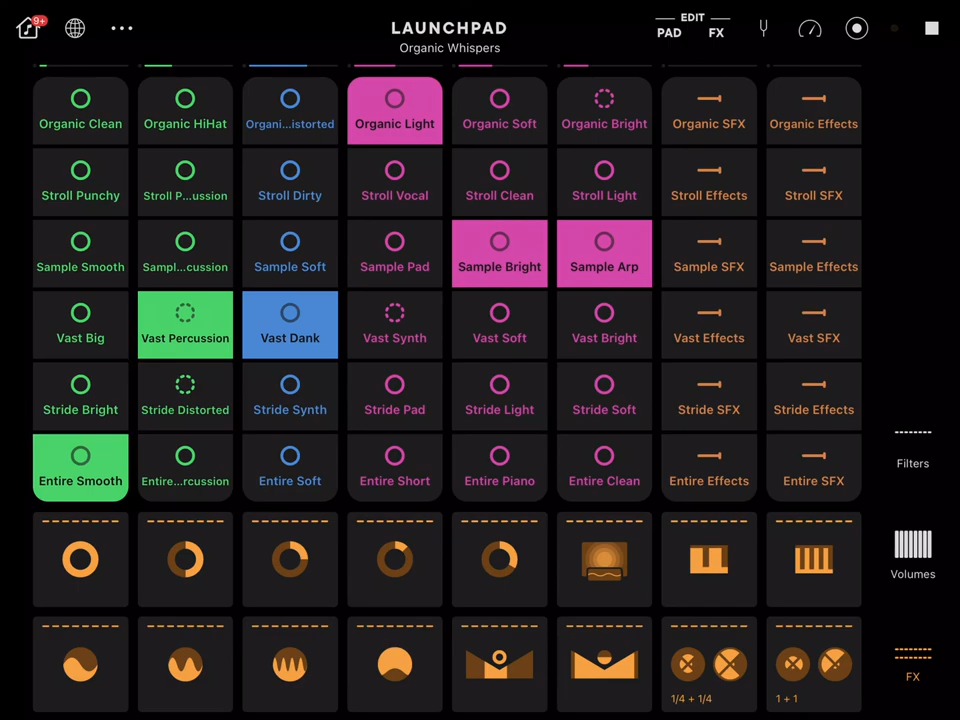 9+
LAUNCHPAD
Organic Whispers
EDIT
PAD FX
Organic Clean Organic HiHat Organi...istorted Organic Light Organic Soft Organic Bright Organic SFX Organic Effects
Stroll Punchy Stroll P...ussion Stroll Dirty Stroll Vocal Stroll Clean Stroll Light Stroll Effects Stroll SFX
Sample Smooth Sampl...cussion Sample Soft Sample Pad Sample Bright Sample Arp Sample SFX Sample Effects
Vast Big Vast Percussion Vast Dank Vast Synth Vast Soft Vast Bright Vast Effects Vast SFX
Stride Bright Stride Distorted Stride Synth Stride Pad Stride Light Stride Soft Stride SFX Stride Effects
Entire Smooth Entire...rcussion Entire Soft Entire Short Entire Piano Entire Clean Entire Effects Entire SFX
Filters
Volumes
FX
1/4 + 1/4 1 + 1